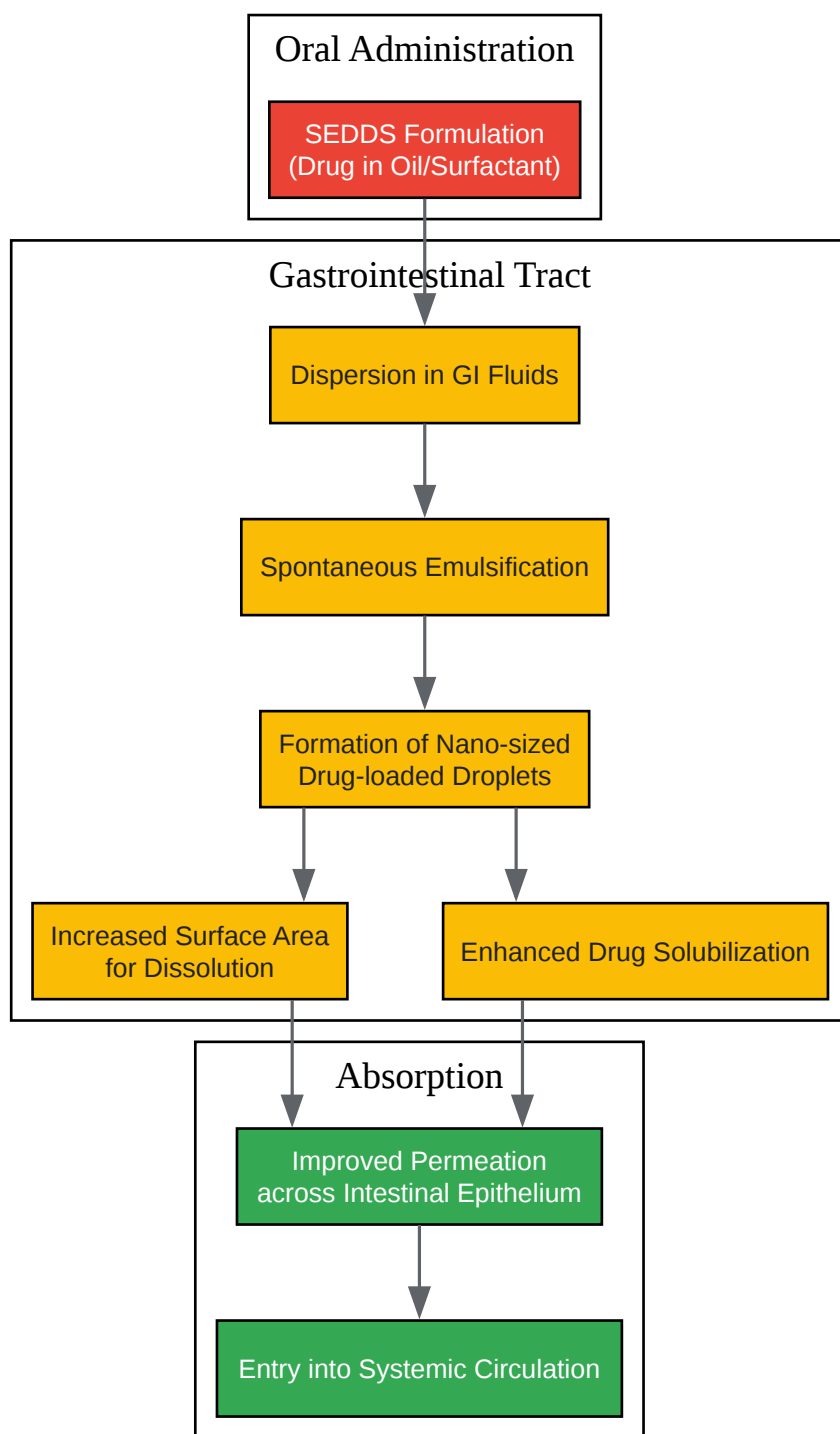 Oral Administration
SEDDS Formulation
(Drug in Oil/Surfactant)
Gastrointestinal Tract
Dispersion in GI Fluids
Spontaneous Emulsification
Formation of Nano-sized
Drug-loaded Droplets
Increased Surface Area
for Dissolution
Enhanced Drug Solubilization
Absorption
Improved Permeation
across Intestinal Epithelium
Entry into Systemic Circulation